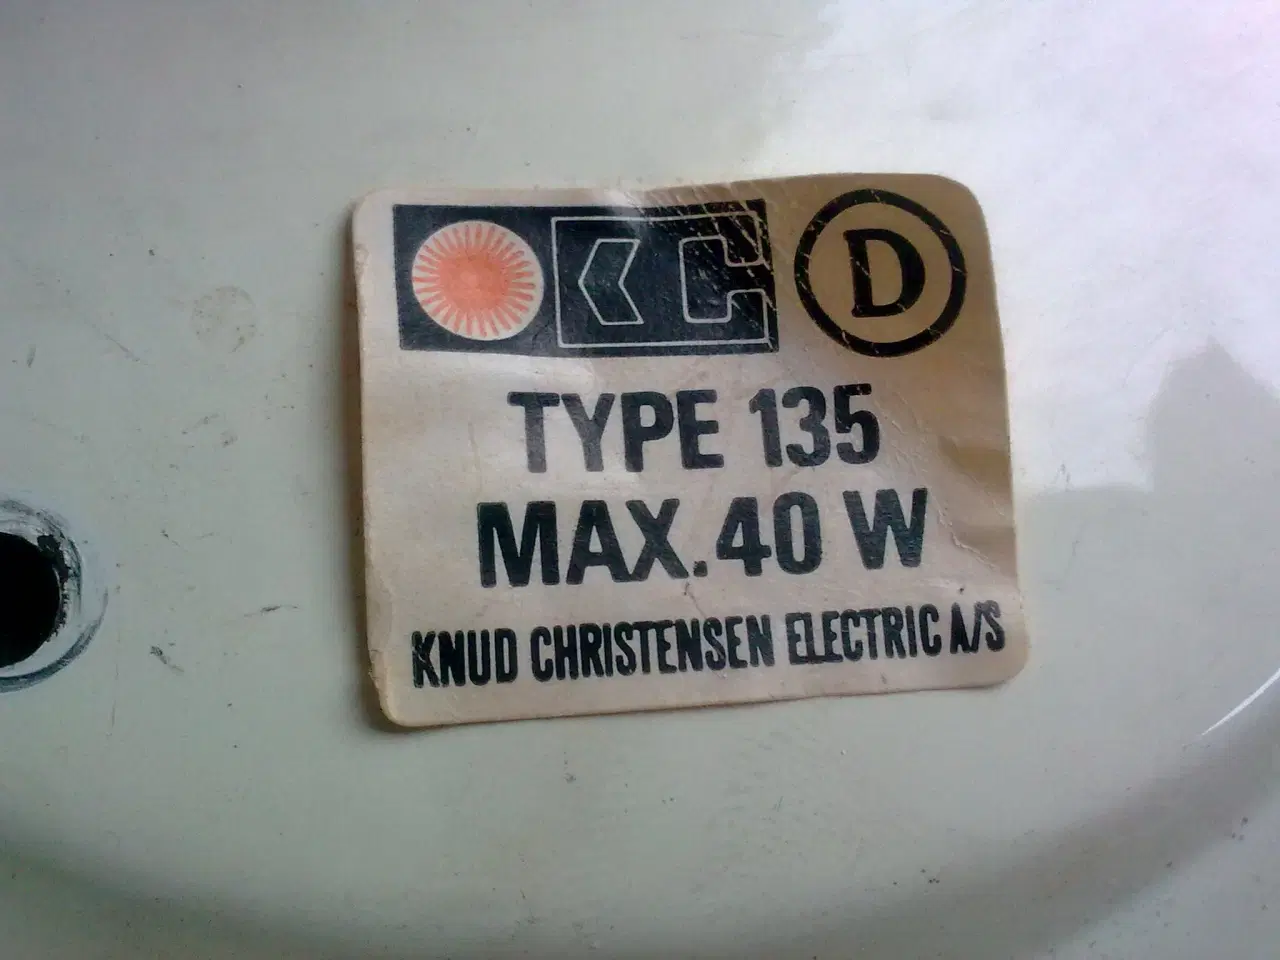 KC D
TYPE 135
MAX. 40 W
KNUD CHRISTENSEN ELECTRIC A/S